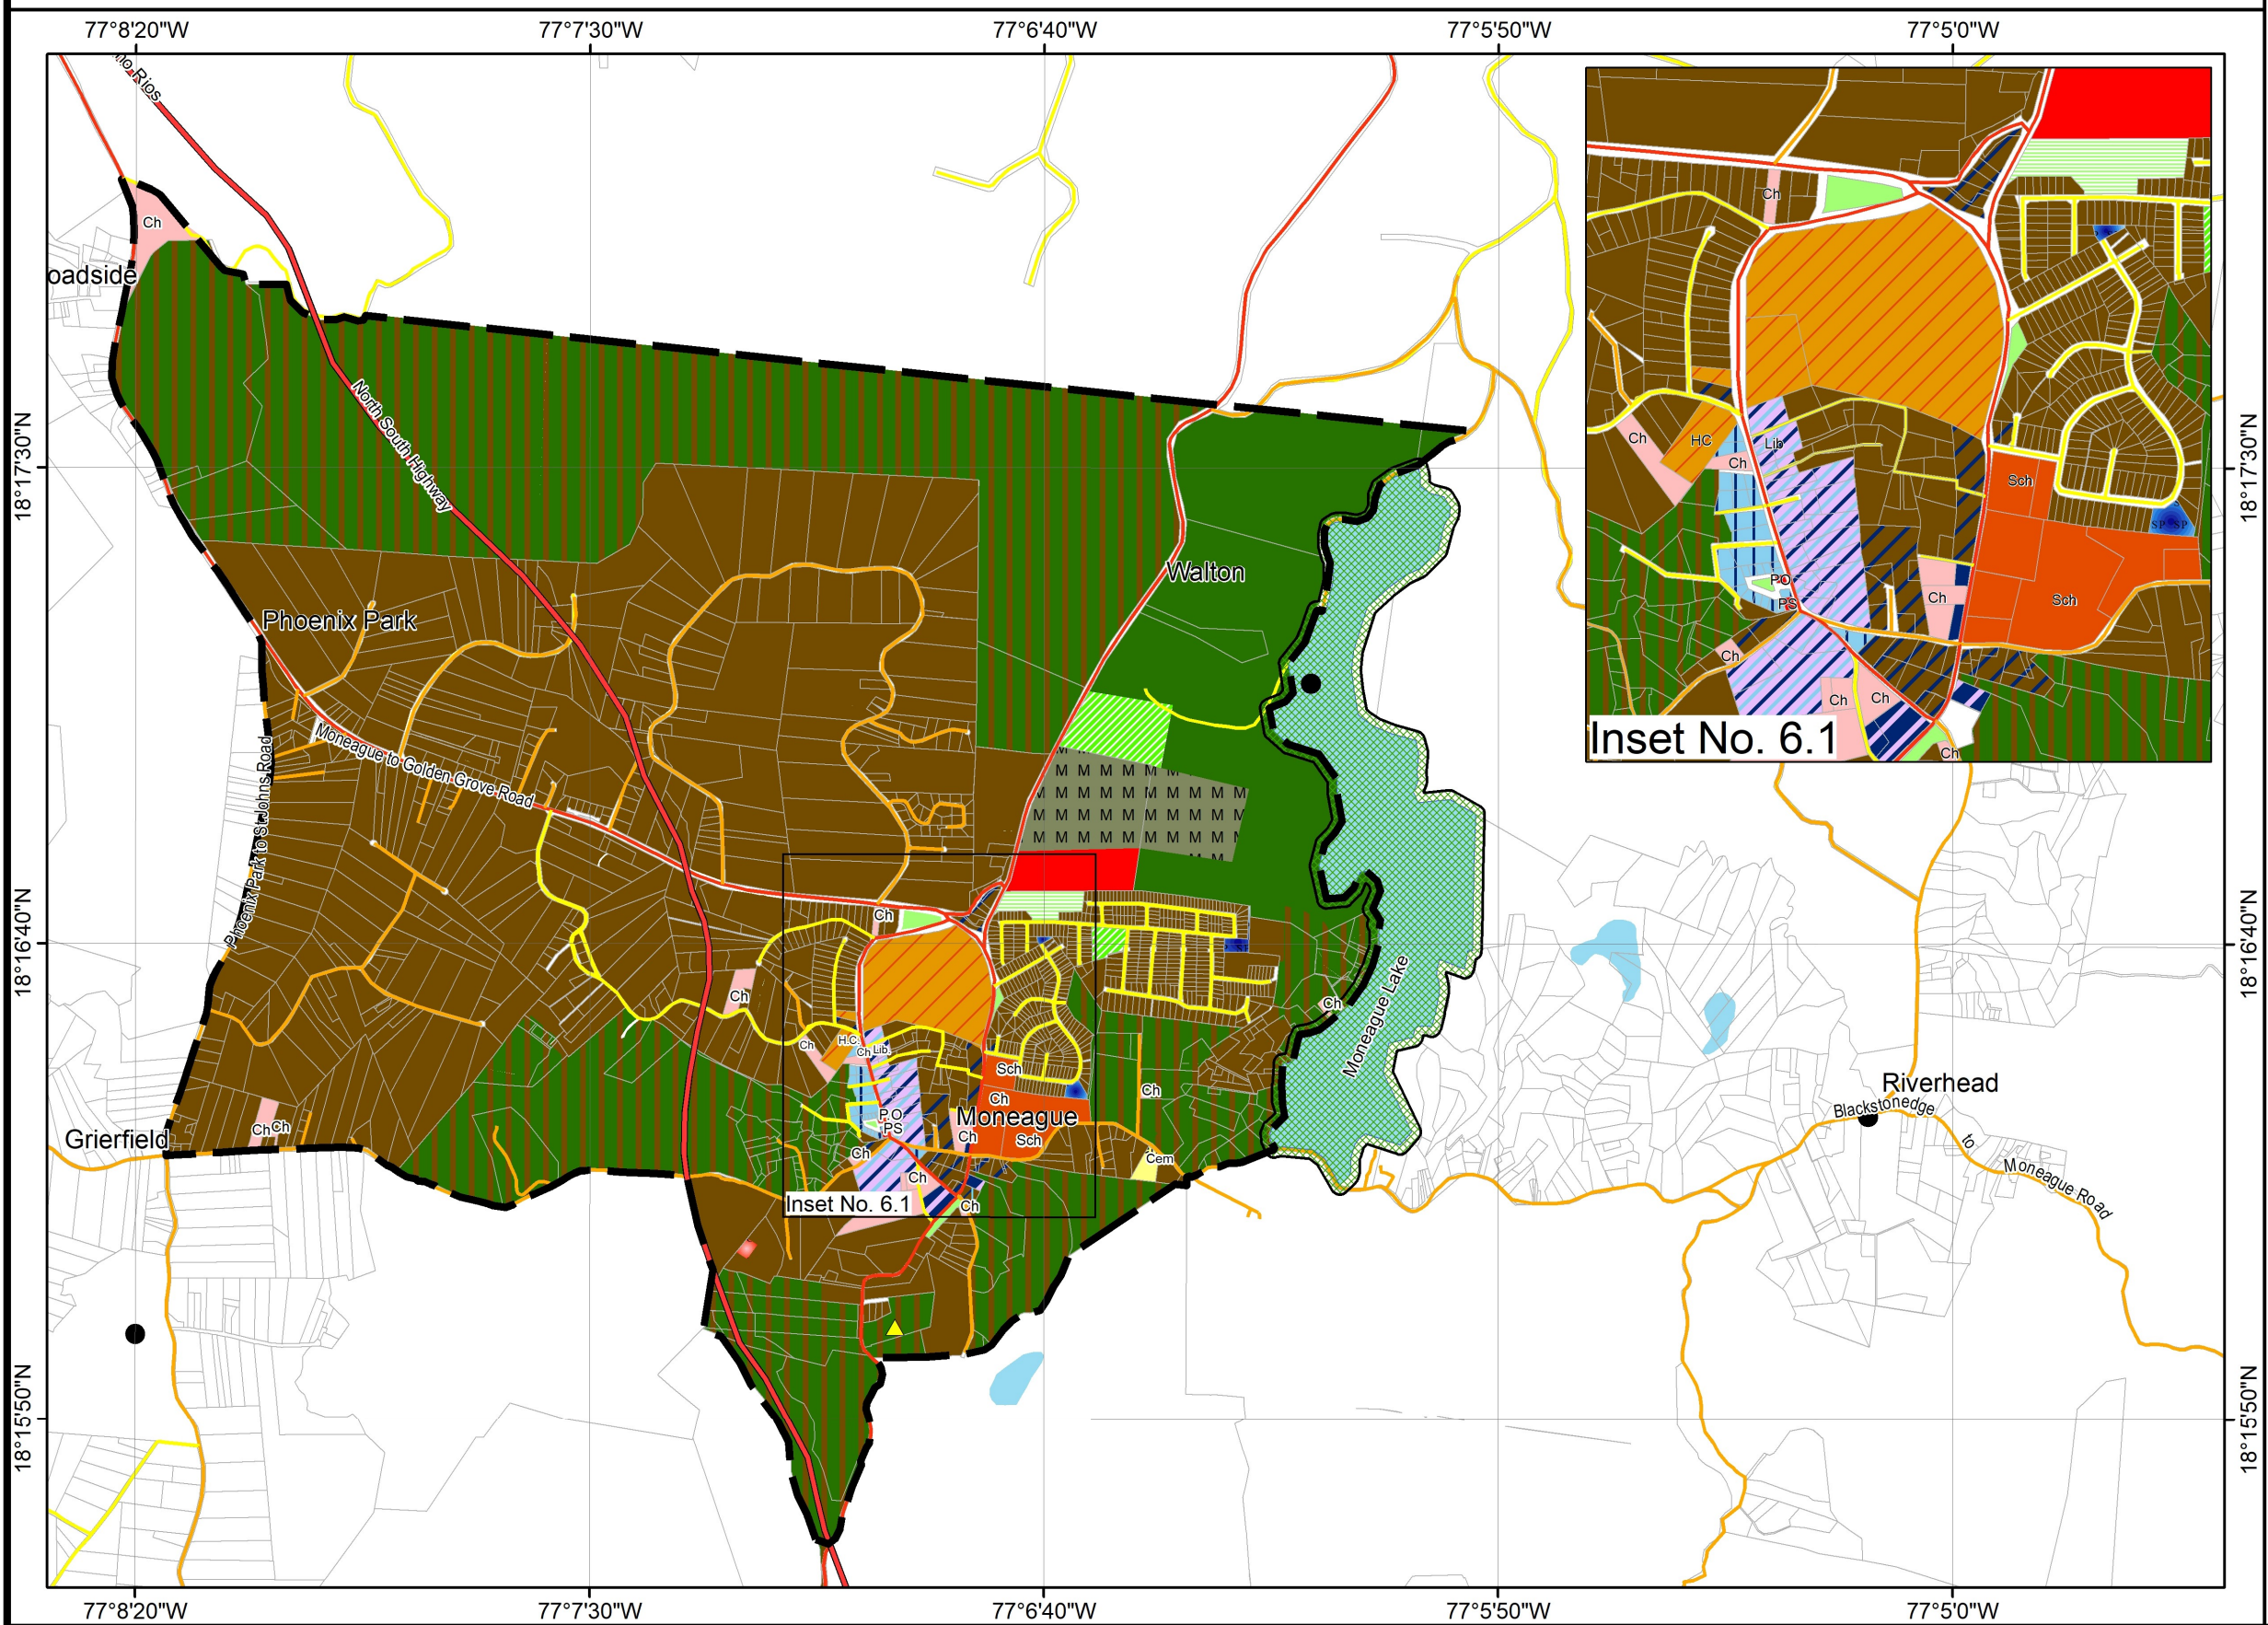 77°8'20"W 77°7'30"W 77°6'40"W 77°5'50"W 77°5'0"W
no Rios
Ch
oadside
North South Highway
18°17'30"N
18°17'30"N
Walton
Phoenix Park
Moneague to Golden Grove Road
Phoenix Park to St Johns Road
M M
M M M M M M M M
M M M M M M M M M M
M M M M M M M M M M
M M M M M M M M M M
M M
18°16'40"N
18°16'40"N
Ch
Ch
Ch
Moneague Lake
H.C.
Ch
Ch
Lib.
Sch
Ch
Ch
P O
PS
Moneague
Ch
Sch
Ch
Cem
Ch
Ch
Inset No. 6.1
Ch Ch
Grierfield
Riverhead
Blackstonedge
to
Moneague Road
18°15'50"N
18°15'50"N
Ch
Ch
HC
Lib
Ch
Sch
SP SP
PO
PS
Ch
Sch
Ch
Ch
Ch
Ch
Inset No. 6.1
77°8'20"W 77°7'30"W 77°6'40"W 77°5'50"W 77°5'0"W